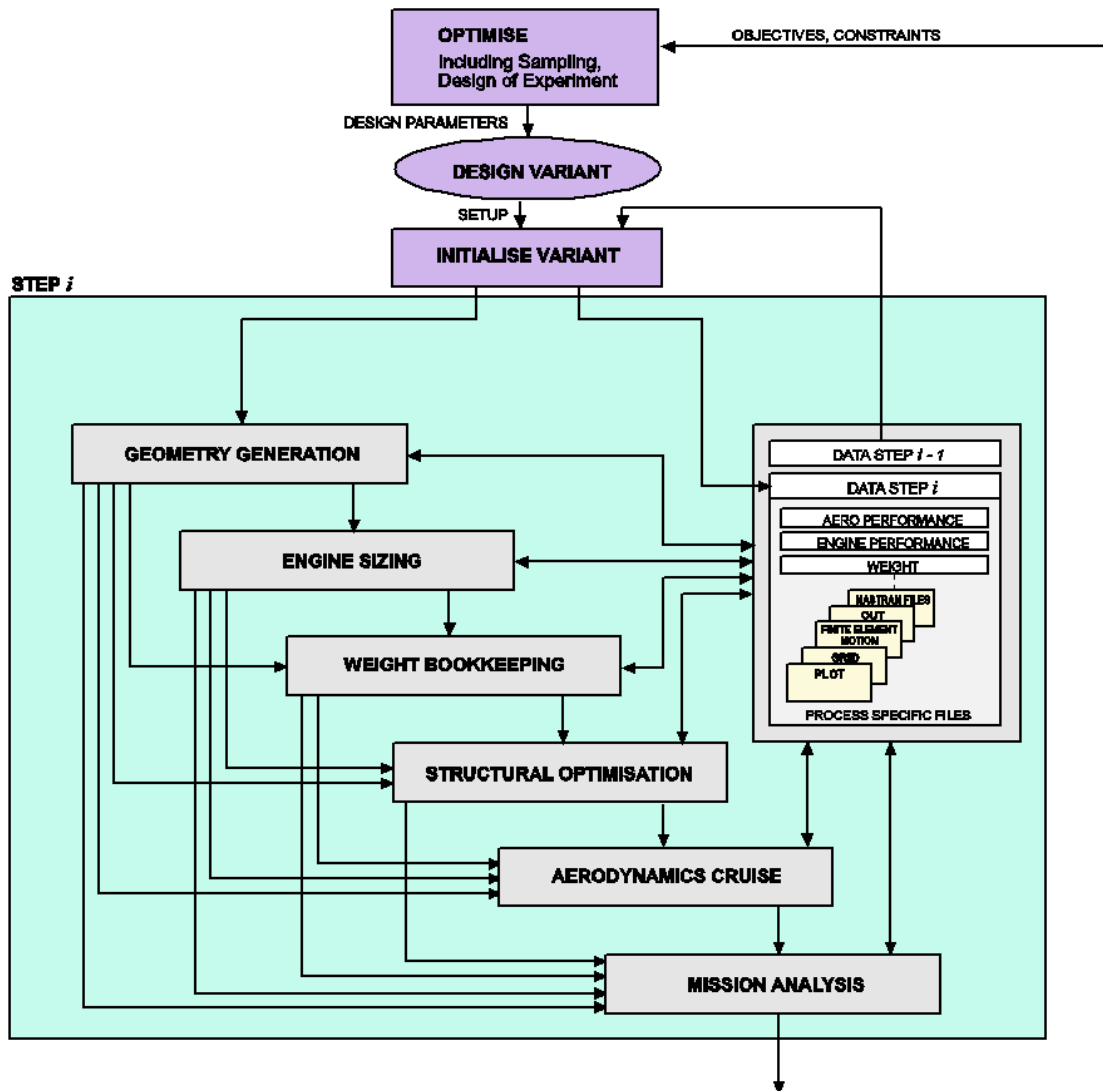 OPTIMISE
Including Sampling,
Design of Experiment
OBJECTIVES, CONSTRAINTS
DESIGN PARAMETERS
DESIGN VARIANT
SETUP
INITIALISE VARIANT
STEP i
GEOMETRY GENERATION
DATA STEP i - 1
DATA STEP i
AERO PERFORMANCE
ENGINE PERFORMANCE
ENGINE SIZING
WEIGHT
NASTRAN FILES
OUT
FINITE ELEMENT
MOTION
GRID
WEIGHT BOOKKEEPING
PLOT
PROCESS SPECIFIC FILES
STRUCTURAL OPTIMISATION
AERODYNAMICS CRUISE
MISSION ANALYSIS